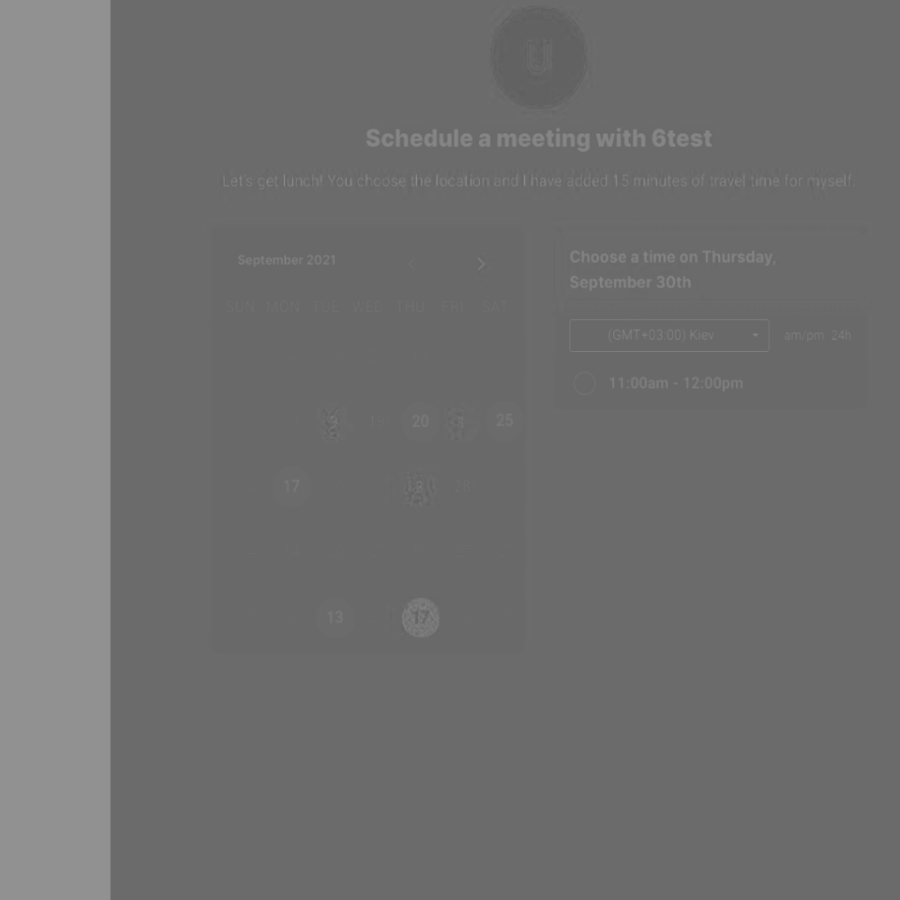 U
Schedule a meeting with 6test
Let's get lunch! You choose the location and I have added 15 minutes of travel time for myself.
September 2021
SUN MON TUE WED THU FRI SAT
20 25
17
13 17
Choose a time on Thursday,
September 30th
(GMT+03:00) Kiev am/pm 24h
11:00am - 12:00pm